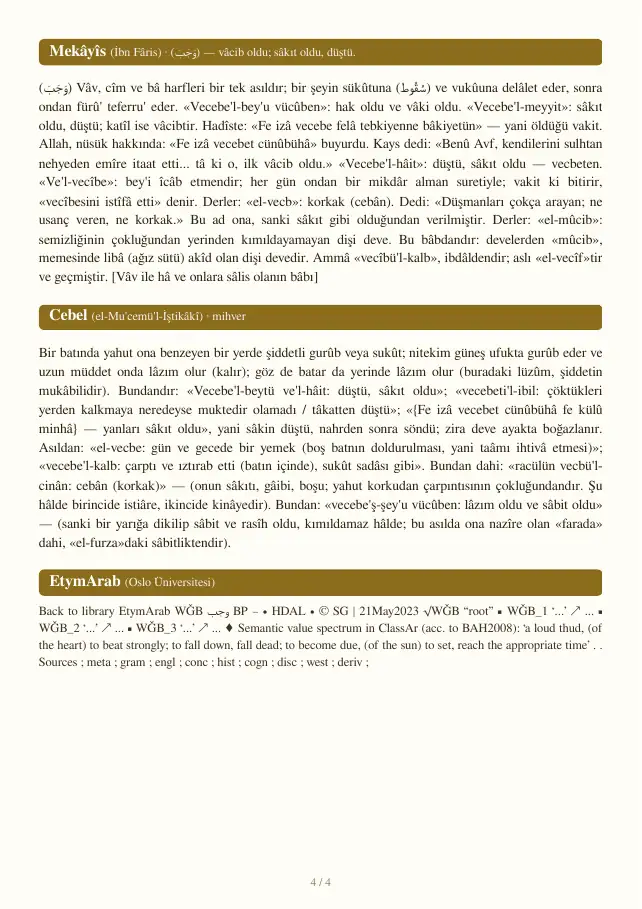 Mekâyîs (İbn Fâris) · (وَجَبَ) — vâcib oldu; sâkıt oldu, düştü.
(وَجَبَ) Vâv, cîm ve bâ harfleri bir tek asıldır; bir şeyin sükûtuna (سُقُوط) ve vukûuna delâlet eder, sonra
ondan fürû' teferru' eder. «Vecebe'l-bey'u vücûben»: hak oldu ve vâki oldu. «Vecebe'l-meyyit»: sâkıt
oldu, düştü; katîl ise vâcibtir. Hadîste: «Fe izâ vecebe felâ tebkiyenne bâkiyetün» — yani öldüğü vakit.
Allah, nüsük hakkında: «Fe izâ vecebet cünûbühâ» buyurdu. Kays dedi: «Benû Avf, kendilerini sulhtan
nehyeden emîre itaat etti... tâ ki o, ilk vâcib oldu.» «Vecebe'l-hâit»: düştü, sâkıt oldu — vecbeten.
«Ve'l-vecîbe»: bey'i îcâb etmendir; her gün ondan bir mikdâr alman suretiyle; vakit ki bitirir,
«vecîbesini istîfâ etti» denir. Derler: «el-vecb»: korkak (cebân). Dedi: «Düşmanları çokça arayan; ne
usanç veren, ne korkak.» Bu ad ona, sanki sâkıt gibi olduğundan verilmiştir. Derler: «el-mûcib»:
semizliğinin çokluğundan yerinden kımıldayamayan dişi deve. Bu bâbdandır: develerden «mûcib»,
memesinde libâ (ağız sütü) akîd olan dişi devedir. Ammâ «vecîbü'l-kalb», ibdâldendir; aslı «el-vecîf»tir
ve geçmiştir. [Vâv ile hâ ve onlara sâlis olanın bâbı]
Cebel (el-Mu'cemü'l-İştikâkî) · mihver
Bir batında yahut ona benzeyen bir yerde şiddetli gurûb veya sukût; nitekim güneş ufukta gurûb eder ve
uzun müddet onda lâzım olur (kalır); göz de batar da yerinde lâzım olur (buradaki lüzûm, şiddetin
mukâbilidir). Bundandır: «Vecebe'l-beytü ve'l-hâit: düştü, sâkıt oldu»; «vecebeti'l-ibil: çöktükleri
yerden kalkmaya neredeyse muktedir olamadı / tâkatten düştü»; «{Fe izâ vecebet cünûbühâ fe külû
minhâ} — yanları sâkıt oldu», yani sâkin düştü, nahrden sonra söndü; zira deve ayakta boğazlanır.
Asıldan: «el-vecbe: gün ve gecede bir yemek (boş batnın doldurulması, yani taâmı ihtivâ etmesi)»;
«vecebe'l-kalb: çarptı ve ıztırab etti (batın içinde), sukût sadâsı gibi». Bundan dahi: «racülün vecbü'l-
cinân: cebân (korkak)» — (onun sâkıtı, gâibi, boşu; yahut korkudan çarpıntısının çokluğundandır. Şu
hâlde birincide istiâre, ikincide kinâyedir). Bundan: «vecebe'ş-şey'u vücûben: lâzım oldu ve sâbit oldu»
— (sanki bir yarığa dikilip sâbit ve rasîh oldu, kımıldamaz hâlde; bu asılda ona nazîre olan «farada»
dahi, «el-furza»daki sâbitliktendir).
EtymArab (Oslo Üniversitesi)
Back to library EtymArab WǦB وجب BP – • HDAL • © SG | 21May2023 √WǦB “root” ▪ WǦB_1 ‘...’ ↗ ... ▪
WǦB_2 ‘...’ ↗ ... ▪ WǦB_3 ‘...’ ↗ ... ♦ Semantic value spectrum in ClassAr (acc. to BAH2008): ‘a loud thud, (of
the heart) to beat strongly; to fall down, fall dead; to become due, (of the sun) to set, reach the appropriate time’ . .
Sources ; meta ; gram ; engl ; conc ; hist ; cogn ; disc ; west ; deriv ;
4 / 4